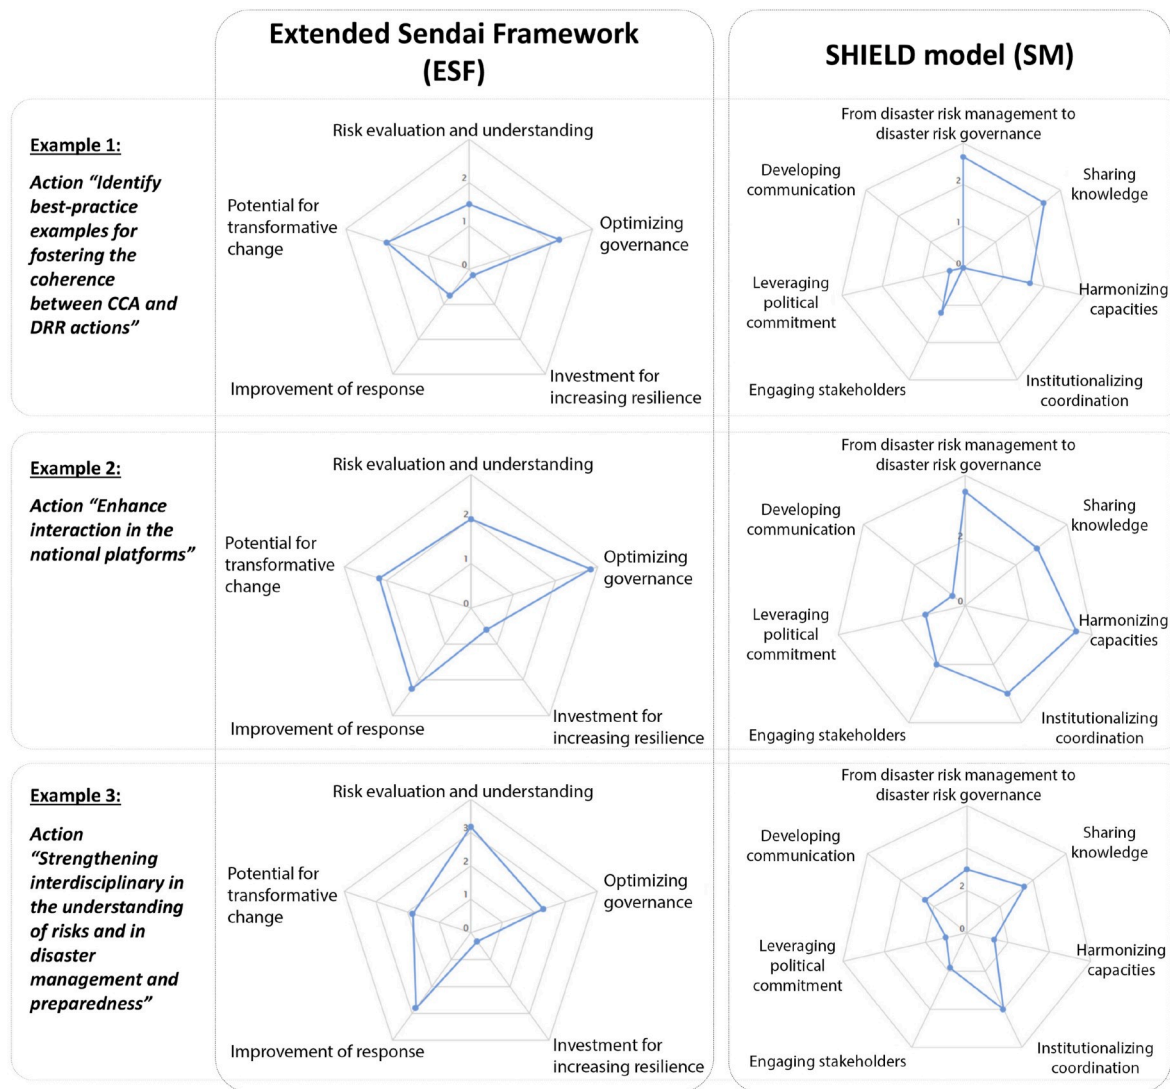 Extended Sendai Framework
(ESF)
SHIELD model (SM)
Example 1:
Action “Identify
best-practice
examples for
fostering the
coherence
between CCA and
DRR actions”
Risk evaluation and understanding
Potential for
transformative
change
Optimizing
governance
Improvement of response
Investment for
increasing resilience
2
1
0
From disaster risk management to
disaster risk governance
Developing
communication
Sharing
knowledge
Leveraging
political
commitment
Harmonizing
capacities
Engaging stakeholders
Institutionalizing
coordination
2
1
0
Example 2:
Action “Enhance
interaction in the
national platforms”
Risk evaluation and understanding
Potential for
transformative
change
Optimizing
governance
Improvement of response
Investment for
increasing resilience
2
1
0
From disaster risk management to
disaster risk governance
Developing
communication
Sharing
knowledge
Leveraging
political
commitment
Harmonizing
capacities
Engaging stakeholders
Institutionalizing
coordination
2
0
Example 3:
Action
“Strengthening
interdisciplinary in
the understanding
of risks and in
disaster
management and
preparedness”
Risk evaluation and understanding
Potential for
transformative
change
Optimizing
governance
Improvement of response
Investment for
increasing resilience
3
2
1
0
From disaster risk management to
disaster risk governance
Developing
communication
Sharing
knowledge
Leveraging
political
commitment
Harmonizing
capacities
Engaging stakeholders
Institutionalizing
coordination
2
0